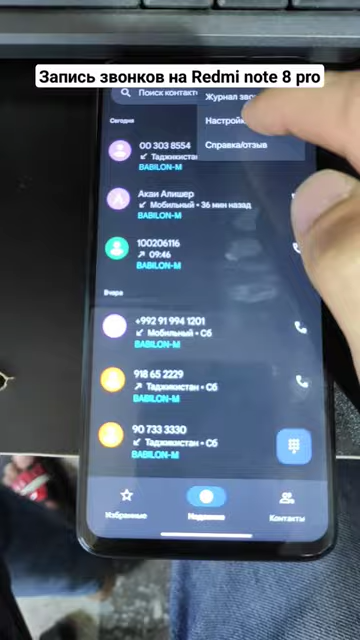 Запись звонков на Redmi note 8 pro
Поиск контакт
Журнал зво
Сегодня
Настройк
00 303 8554
Справка/отзыв
Таджикистан
BABILON-M
Акаи Алишер
Мобильный • 36 мин назад
BABILON-M
100206116
09:46
BABILON-M
Вчера
+992 91 994 1201
Мобильный • Сб
BABILON-M
918 65 2229
Таджикистан • Сб
BABILON-M
90 733 3330
Таджикистан • Сб
BABILON-M
Избранные
Недавние
Контакты